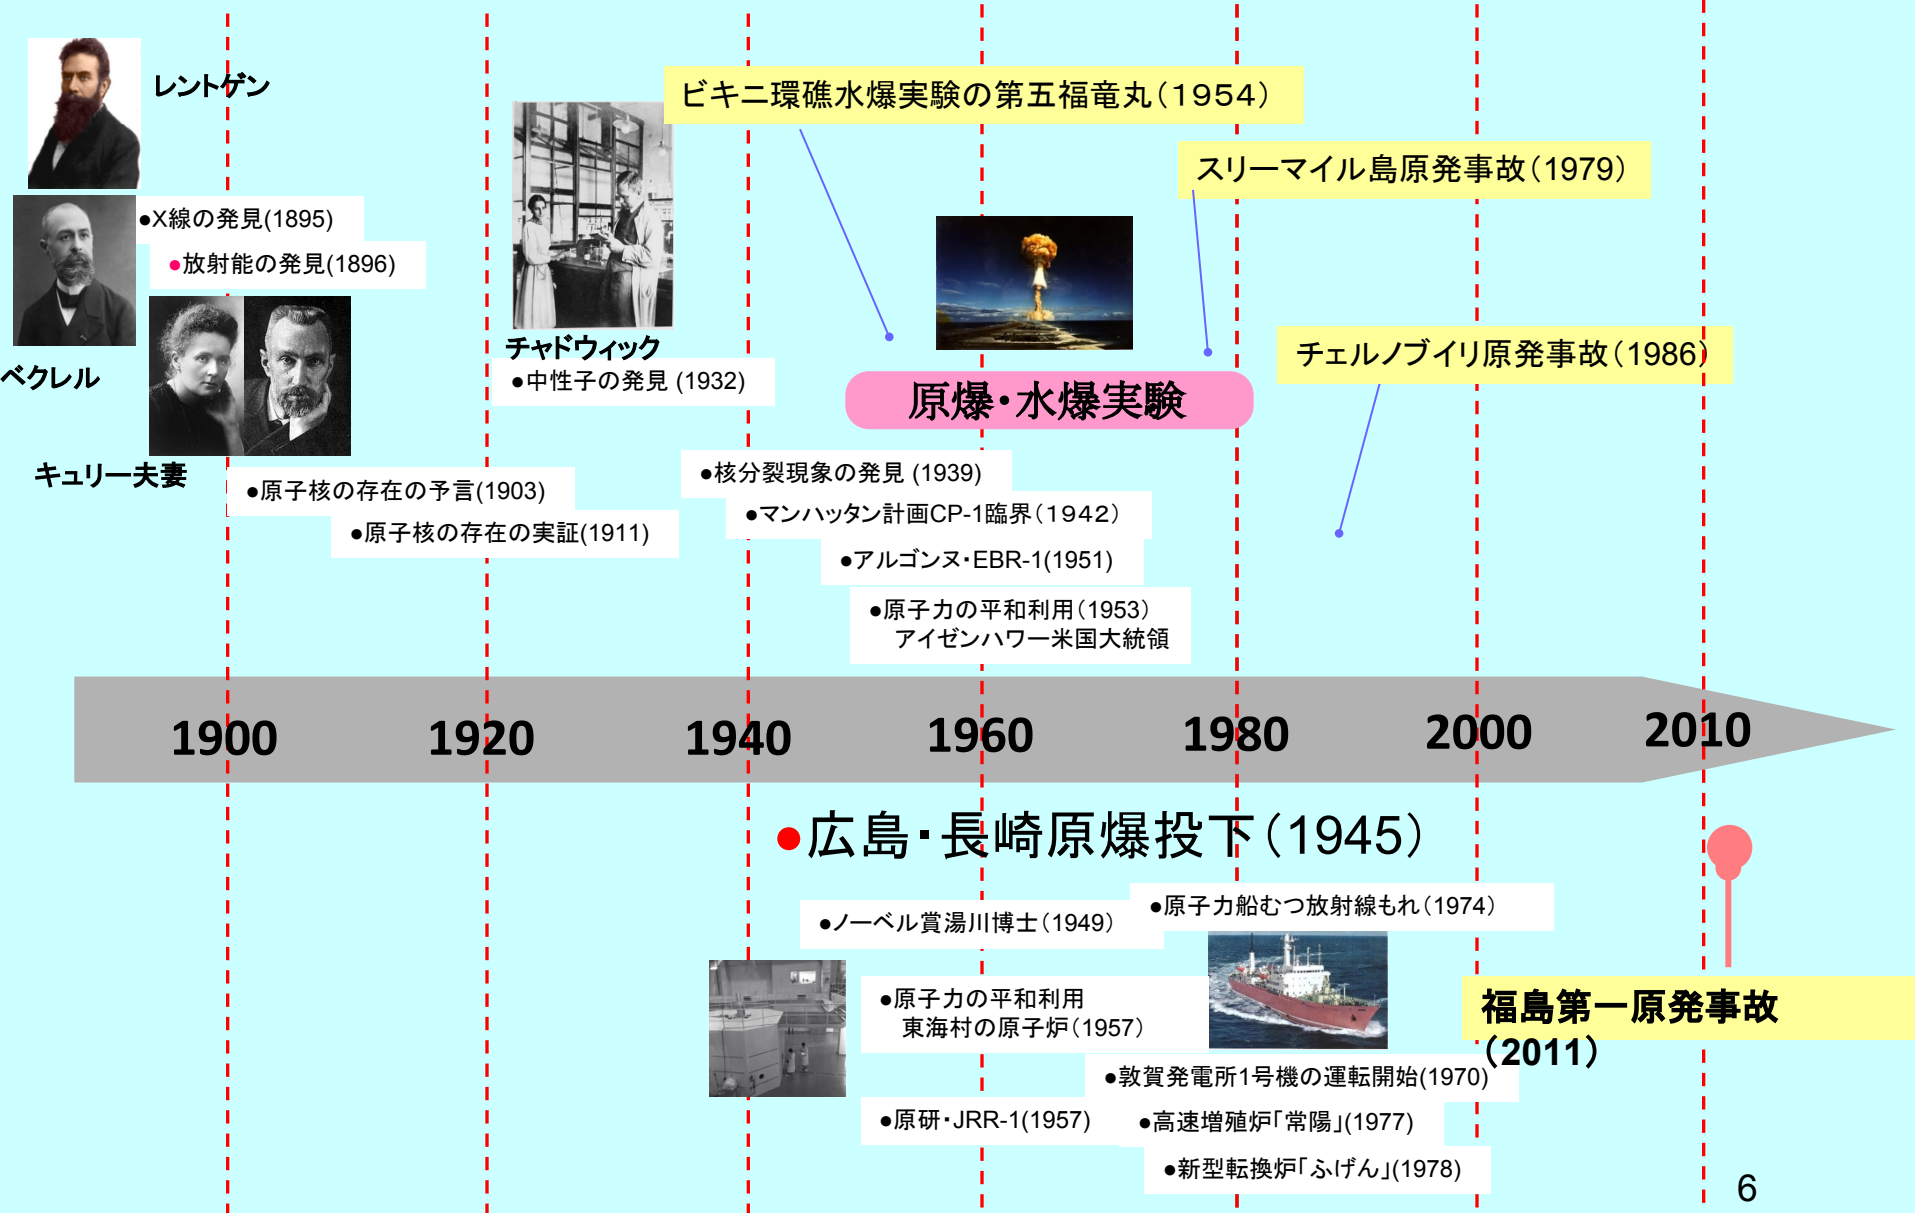 レントゲン
ビキニ環礁水爆実験の第五福竜丸（1954）
スリーマイル島原発事故（1979）
●X線の発見(1895)
●放射能の発見(1896)
チャドウィック
●中性子の発見 (1932)
チェルノブイリ原発事故（1986）
ベクレル
原爆・水爆実験
キュリー夫妻
●原子核の存在の予言(1903)
●原子核の存在の実証(1911)
●核分裂現象の発見 (1939)
●マンハッタン計画CP-1臨界（１９４２）
●アルゴンヌ・EBR-1(1951)
●原子力の平和利用（1953）
アイゼンハワー米国大統領
1900 1920 1940 1960 1980 2000 2010
●広島・長崎原爆投下（1945）
●ノーベル賞湯川博士（1949）
●原子力船むつ放射線もれ（1974）
●原子力の平和利用
東海村の原子炉（1957）
福島第一原発事故
（2011）
●敦賀発電所1号機の運転開始(1970)
●原研・JRR-1(1957)
●高速増殖炉「常陽」(1977)
●新型転換炉「ふげん」(1978)
6